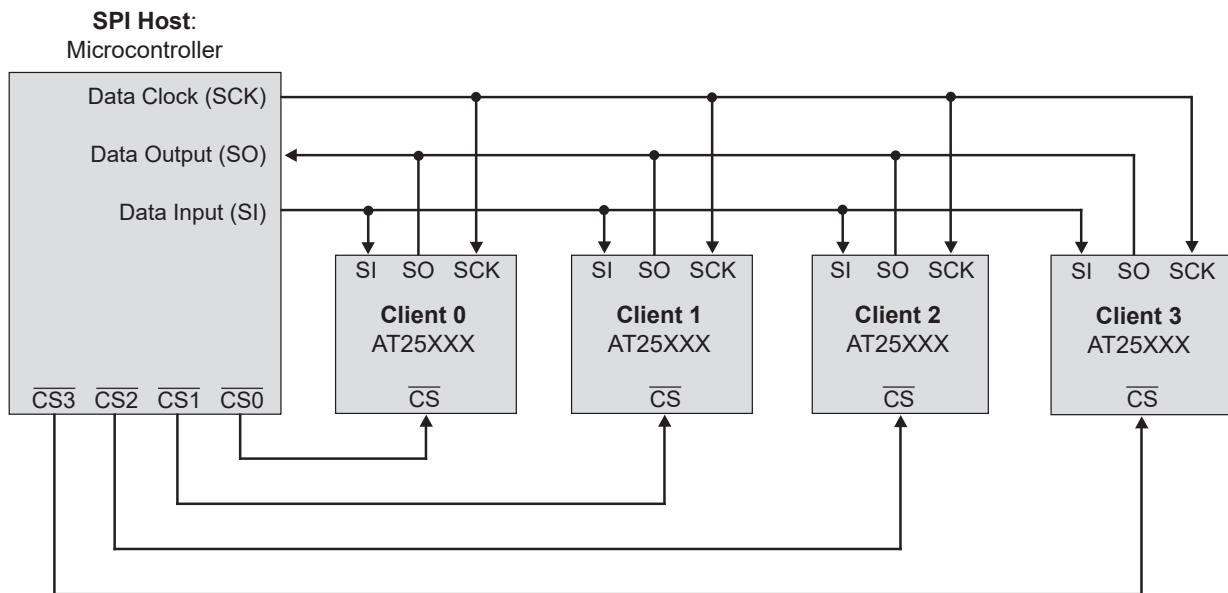 SPI Host:
Microcontroller
Data Clock (SCK)
Data Output (SO)
Data Input (SI)
CS3 CS2 CS1 CS0
SI SO SCK
Client 0
AT25XXX
CS
SI SO SCK
Client 1
AT25XXX
CS
SI SO SCK
Client 2
AT25XXX
CS
SI SO SCK
Client 3
AT25XXX
CS